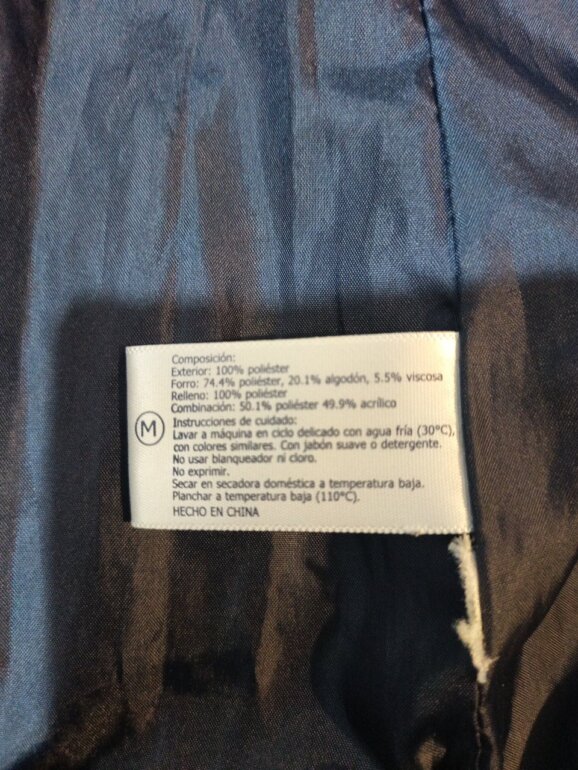 Composición:
Exterior: 100% poliéster
Forro: 74.4% poliéster, 20.1% algodón, 5.5% viscosa
Relleno: 100% poliéster
Combinación: 50.1% poliéster 49.9% acrílico
M
Instrucciones de cuidado:
Lavar a máquina en ciclo delicado con agua fría (30°C),
con colores similares. Con jabón suave o detergente.
No usar blanqueador ni cloro.
No exprimir.
Secar en secadora doméstica a temperatura baja.
Planchar a temperatura baja (110°C).
HECHO EN CHINA